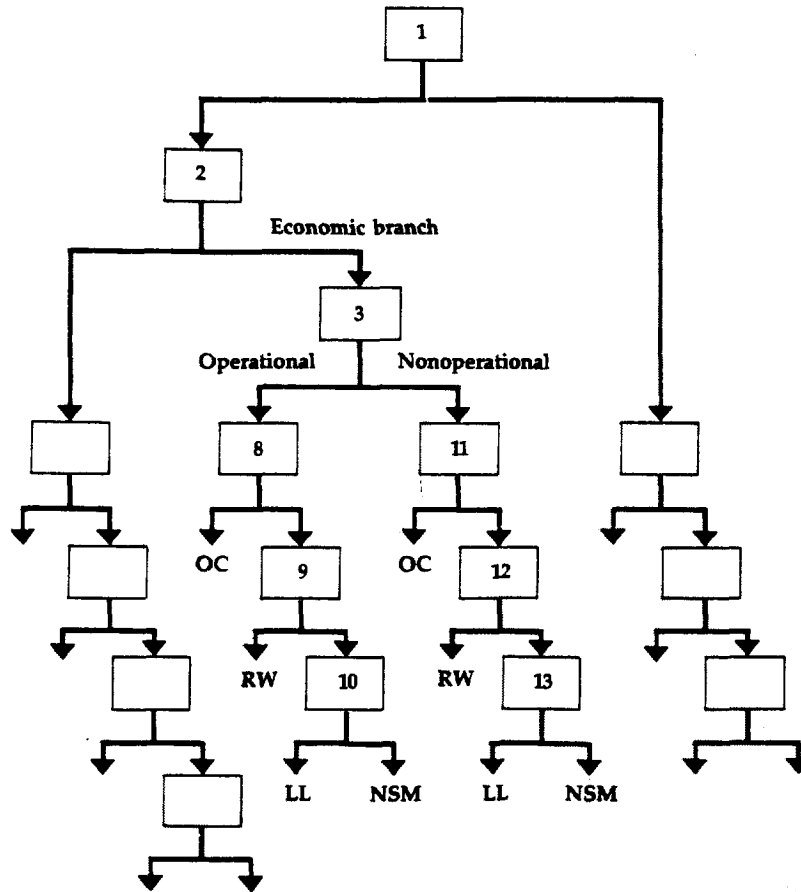 1
2
Economic branch
3
Operational Nonoperational
8 11
OC OC
9 12
RW RW
10 13
LL NSM LL NSM